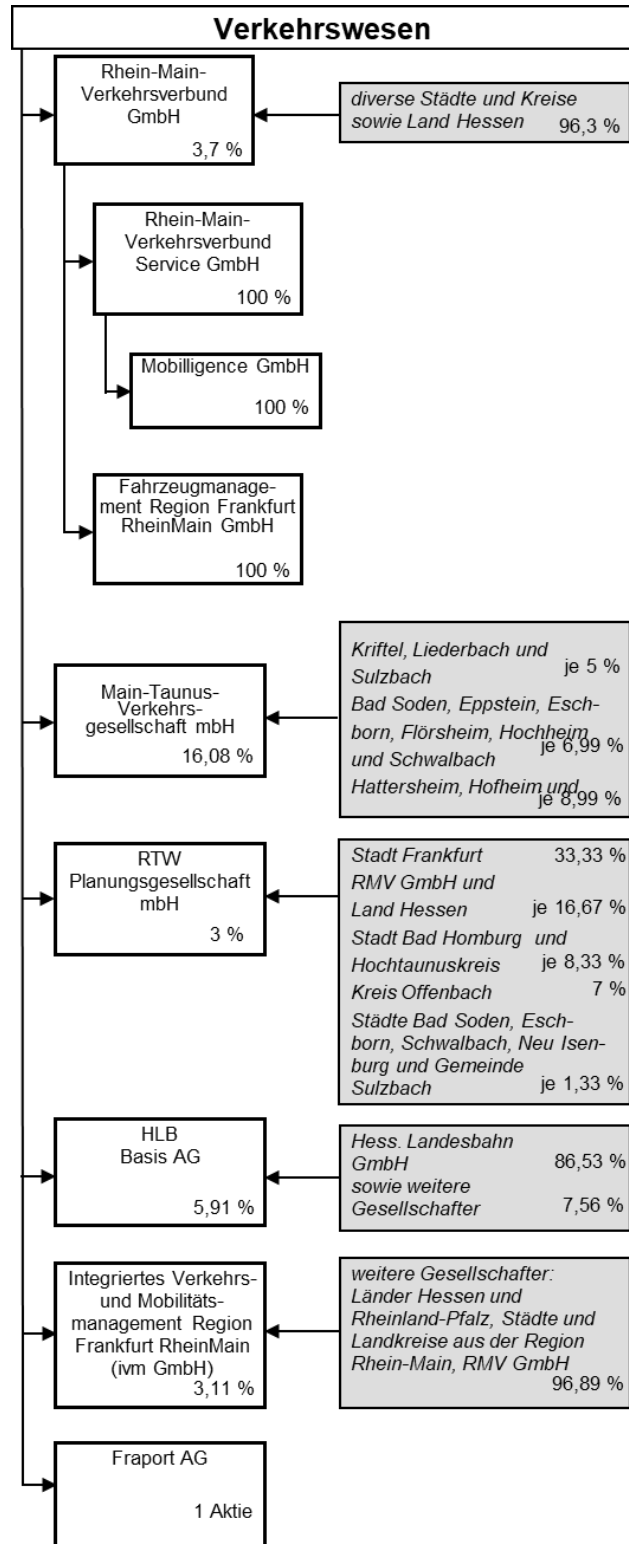 Verkehrswesen
Rhein-Main-
Verkehrsverbund
GmbH
3,7 %
diverse Städte und Kreise
sowie Land Hessen 96,3 %
Rhein-Main-
Verkehrsverbund
Service GmbH
100 %
Mobilligence GmbH
100 %
Fahrzeugmanage-
ment Region Frankfurt
RheinMain GmbH
100 %
Main-Taunus-
Verkehrs-
gesellschaft mbH
16,08 %
Kriftel, Liederbach und
Sulzbach je 5 %
Bad Soden, Eppstein, Esch-
born, Flörsheim, Hochheim
und Schwalbach je 6,99 %
Hattersheim, Hofheim und
je 8,99 %
RTW
Planungsgesellschaft
mbH
3 %
Stadt Frankfurt 33,33 %
RMV GmbH und
Land Hessen je 16,67 %
Stadt Bad Homburg und
Hochtaunuskreis je 8,33 %
Kreis Offenbach 7 %
Städte Bad Soden, Esch-
born, Schwalbach, Neu Isen-
burg und Gemeinde
Sulzbach je 1,33 %
HLB
Basis AG
5,91 %
Hess. Landesbahn
GmbH 86,53 %
sowie weitere
Gesellschafter 7,56 %
Integriertes Verkehrs-
und Mobilitäts-
management Region
Frankfurt RheinMain
(ivm GmbH)
3,11 %
weitere Gesellschafter:
Länder Hessen und
Rheinland-Pfalz, Städte und
Landkreise aus der Region
Rhein-Main, RMV GmbH
96,89 %
Fraport AG
1 Aktie